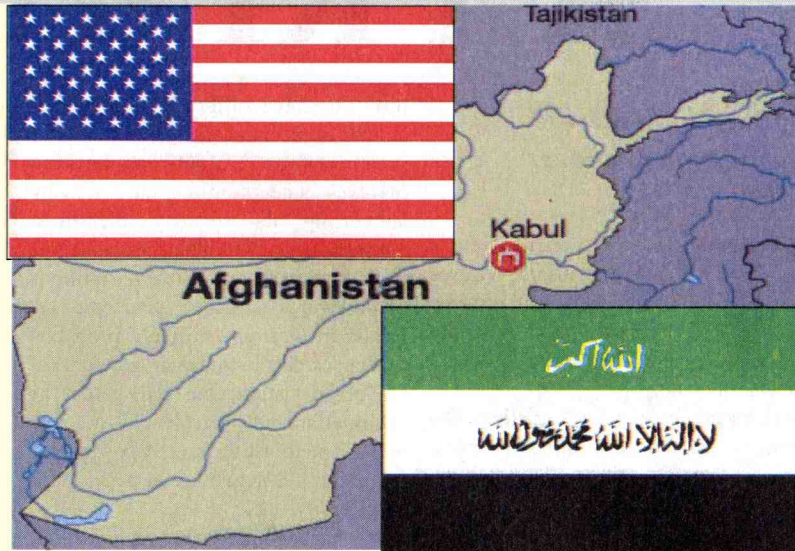 Tajikistan
Kabul
Afghanistan
الله اكبر
لا اله الا الله محمد رسول الله